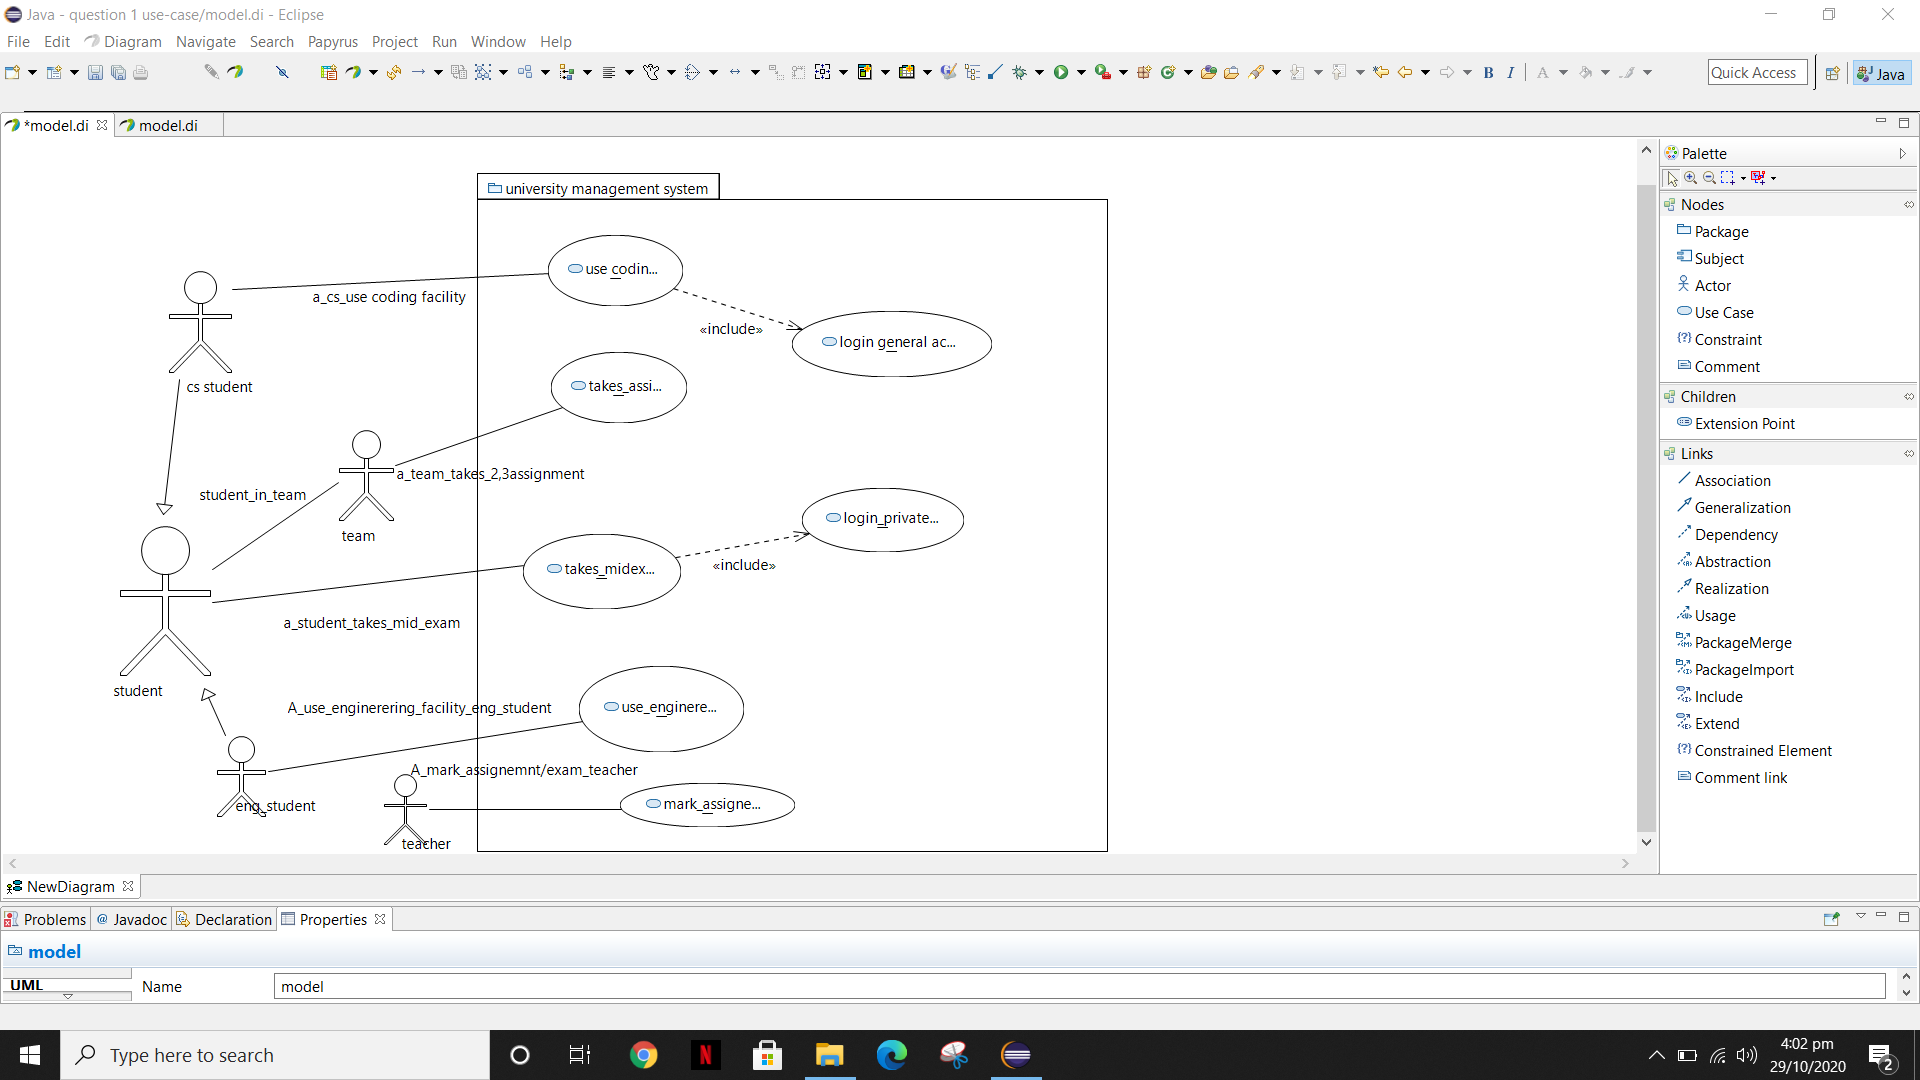 Java - question 1 use-case/model.di - Eclipse
File Edit Diagram Navigate Search Papyrus Project Run Window Help
Quick Access
Java
*model.di
model.di
university management system
use codin...
a_cs_use coding facility
«include»
login general ac...
cs student
takes_assi...
a_team_takes_2,3assignment
student_in_team
team
login_private...
takes_midex...
«include»
a_student_takes_mid_exam
student
A_use_enginerering_facility_eng_student
use_enginere...
A_mark_assignemnt/exam_teacher
eng_student
mark_assigne...
teacher
Palette
Nodes
Package
Subject
Actor
Use Case
Constraint
Comment
Children
Extension Point
Links
Association
Generalization
Dependency
Abstraction
Realization
Usage
PackageMerge
PackageImport
Include
Extend
Constrained Element
Comment link
NewDiagram
Problems @ Javadoc Declaration Properties
model
UML
Name
model
Type here to search
4:02 pm
29/10/2020
2